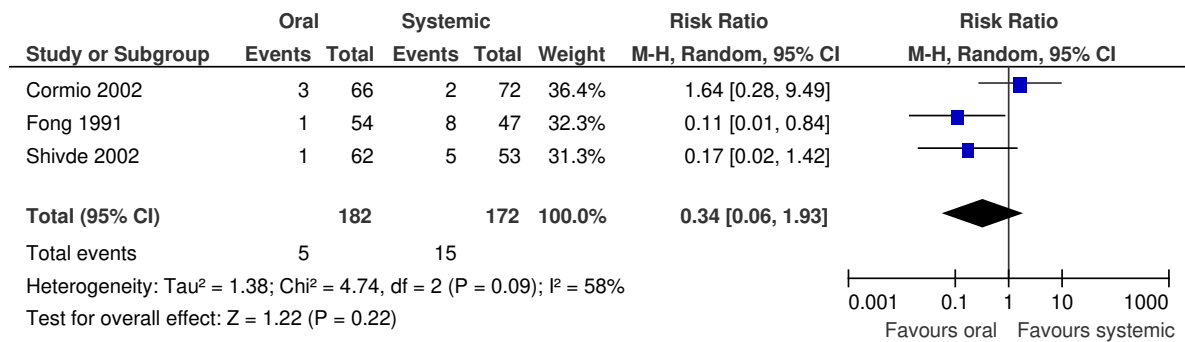 Oral Systemic Risk Ratio Risk Ratio
Study or Subgroup Events Total Events Total Weight M-H, Random, 95% CI M-H, Random, 95% CI
Cormio 2002 3 66 2 72 36.4% 1.64 [0.28, 9.49]
Fong 1991 1 54 8 47 32.3% 0.11 [0.01, 0.84]
Shivde 2002 1 62 5 53 31.3% 0.17 [0.02, 1.42]
Total (95% CI) 182 172 100.0% 0.34 [0.06, 1.93]
Total events 5 15
Heterogeneity: Tau² = 1.38; Chi² = 4.74, df = 2 (P = 0.09); I² = 58%
Test for overall effect: Z = 1.22 (P = 0.22)
0.001 0.1 1 10 1000
Favours oral Favours systemic